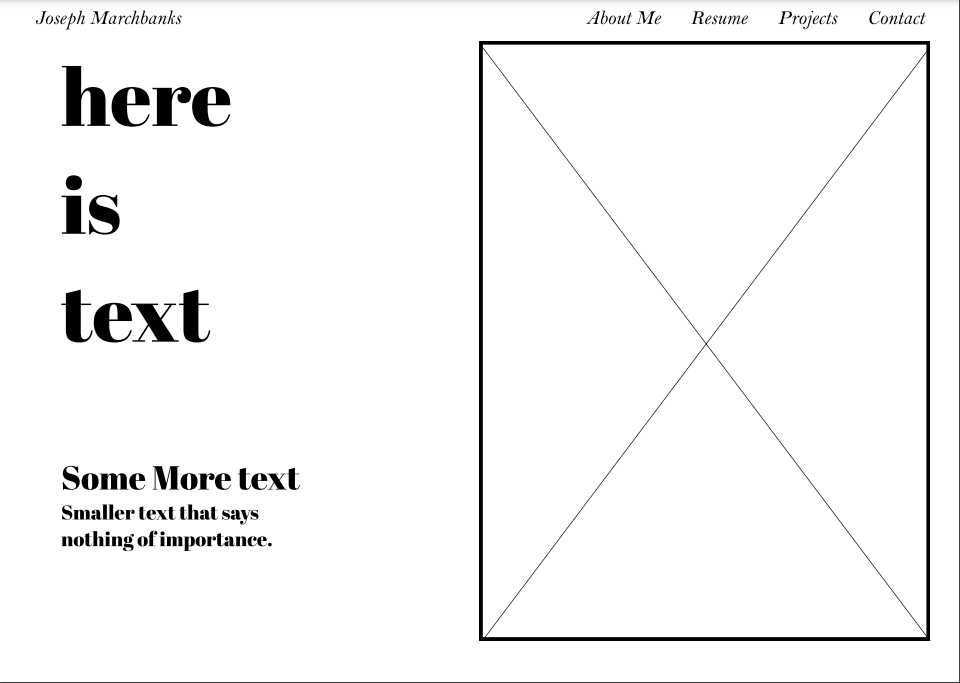 Joseph Marchbanks
About Me Resume Projects Contact
here
is
text
Some More text
Smaller text that says
nothing of importance.